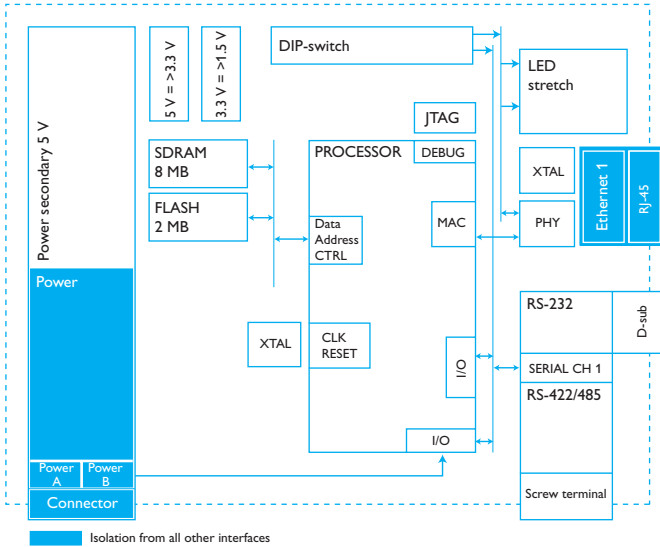 Power secondary 5 V
5 V = >3.3 V
3.3 V = >1.5 V
DIP-switch
LED
stretch
JTAG
SDRAM
8 MB
PROCESSOR
DEBUG
XTAL
Ethernet 1
RJ-45
FLASH
2 MB
Data
Address
CTRL
MAC
PHY
Power
RS-232
D-sub
XTAL
CLK
RESET
I/O
SERIAL CH 1
RS-422/485
I/O
Power
A
Power
B
Connector
Screw terminal
Isolation from all other interfaces